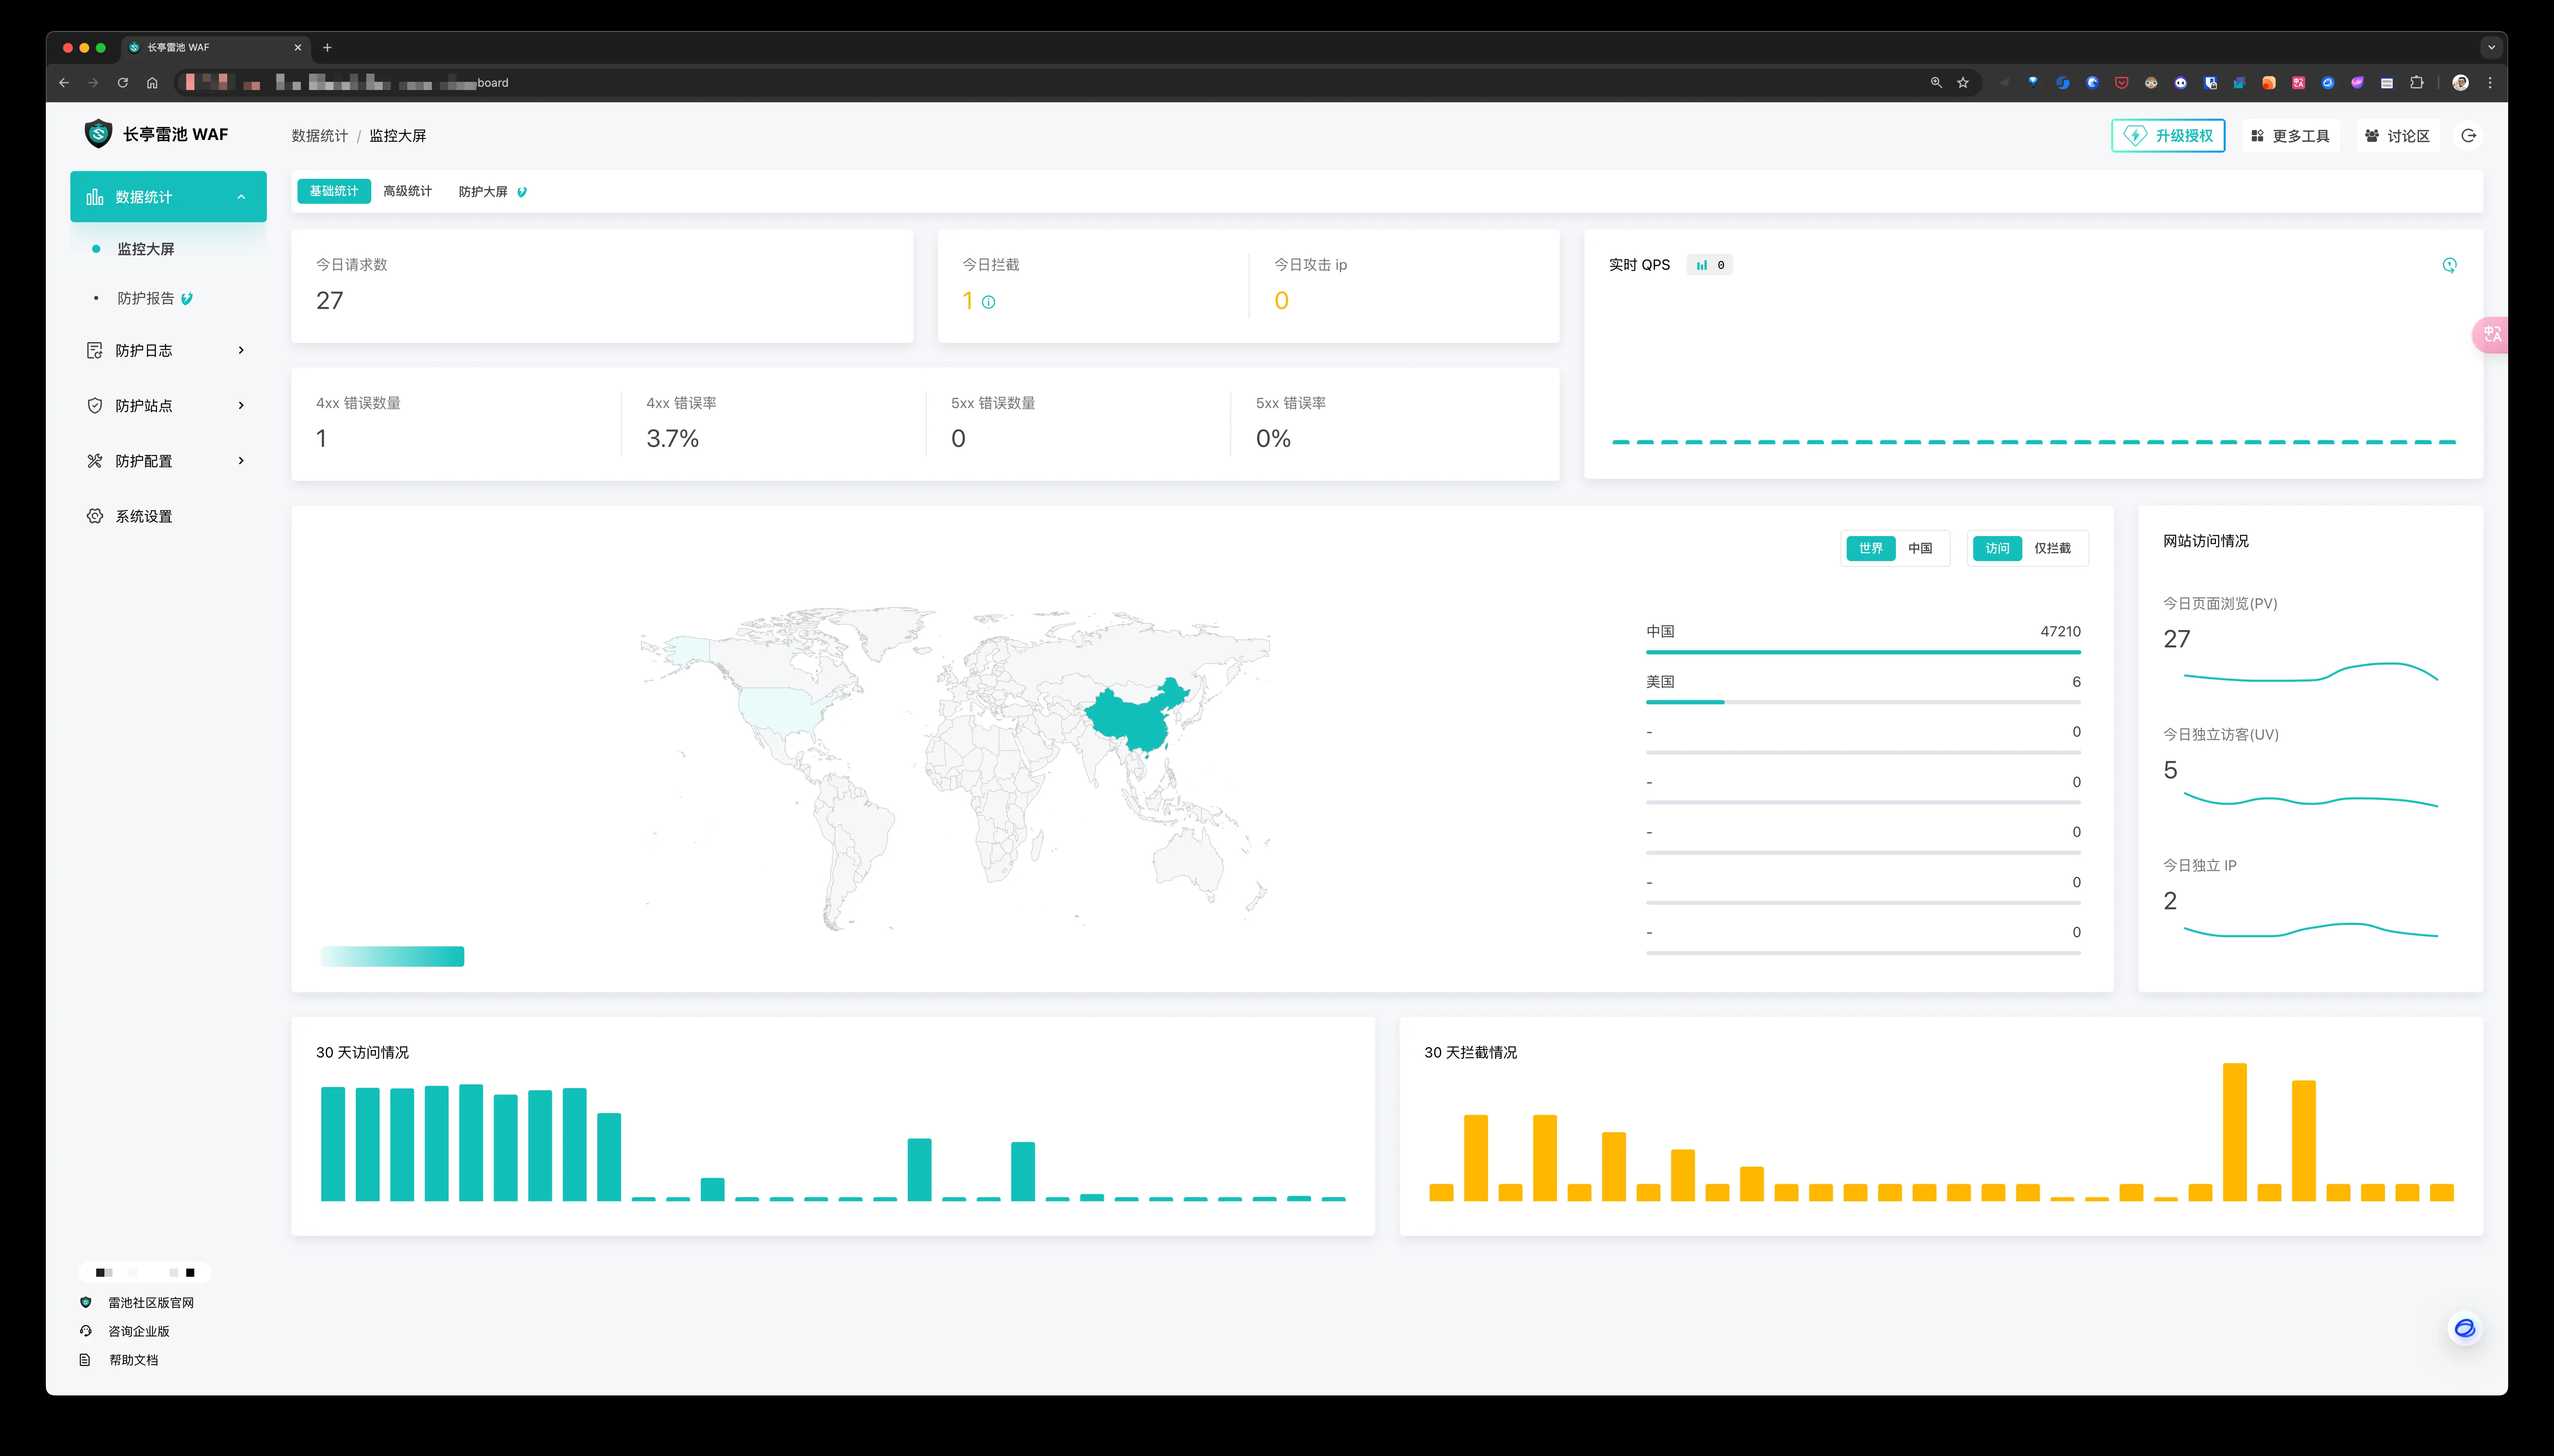 长亭雷池 WAF
board
长亭雷池 WAF
数据统计 / 监控大屏
升级授权
更多工具
讨论区
数据统计
监控大屏
防护报告
防护日志
防护站点
防护配置
系统设置
基础统计 高级统计 防护大屏
今日请求数
27
今日拦截
1
今日攻击 ip
0
实时 QPS 0
4xx 错误数量
1
4xx 错误率
3.7%
5xx 错误数量
0
5xx 错误率
0%
世界 中国
访问 仅拦截
中国 47210
美国 6
- 0
- 0
- 0
- 0
- 0
网站访问情况
今日页面浏览(PV)
27
今日独立访客(UV)
5
今日独立 IP
2
30 天访问情况
30 天拦截情况
雷池社区版官网
咨询企业版
帮助文档